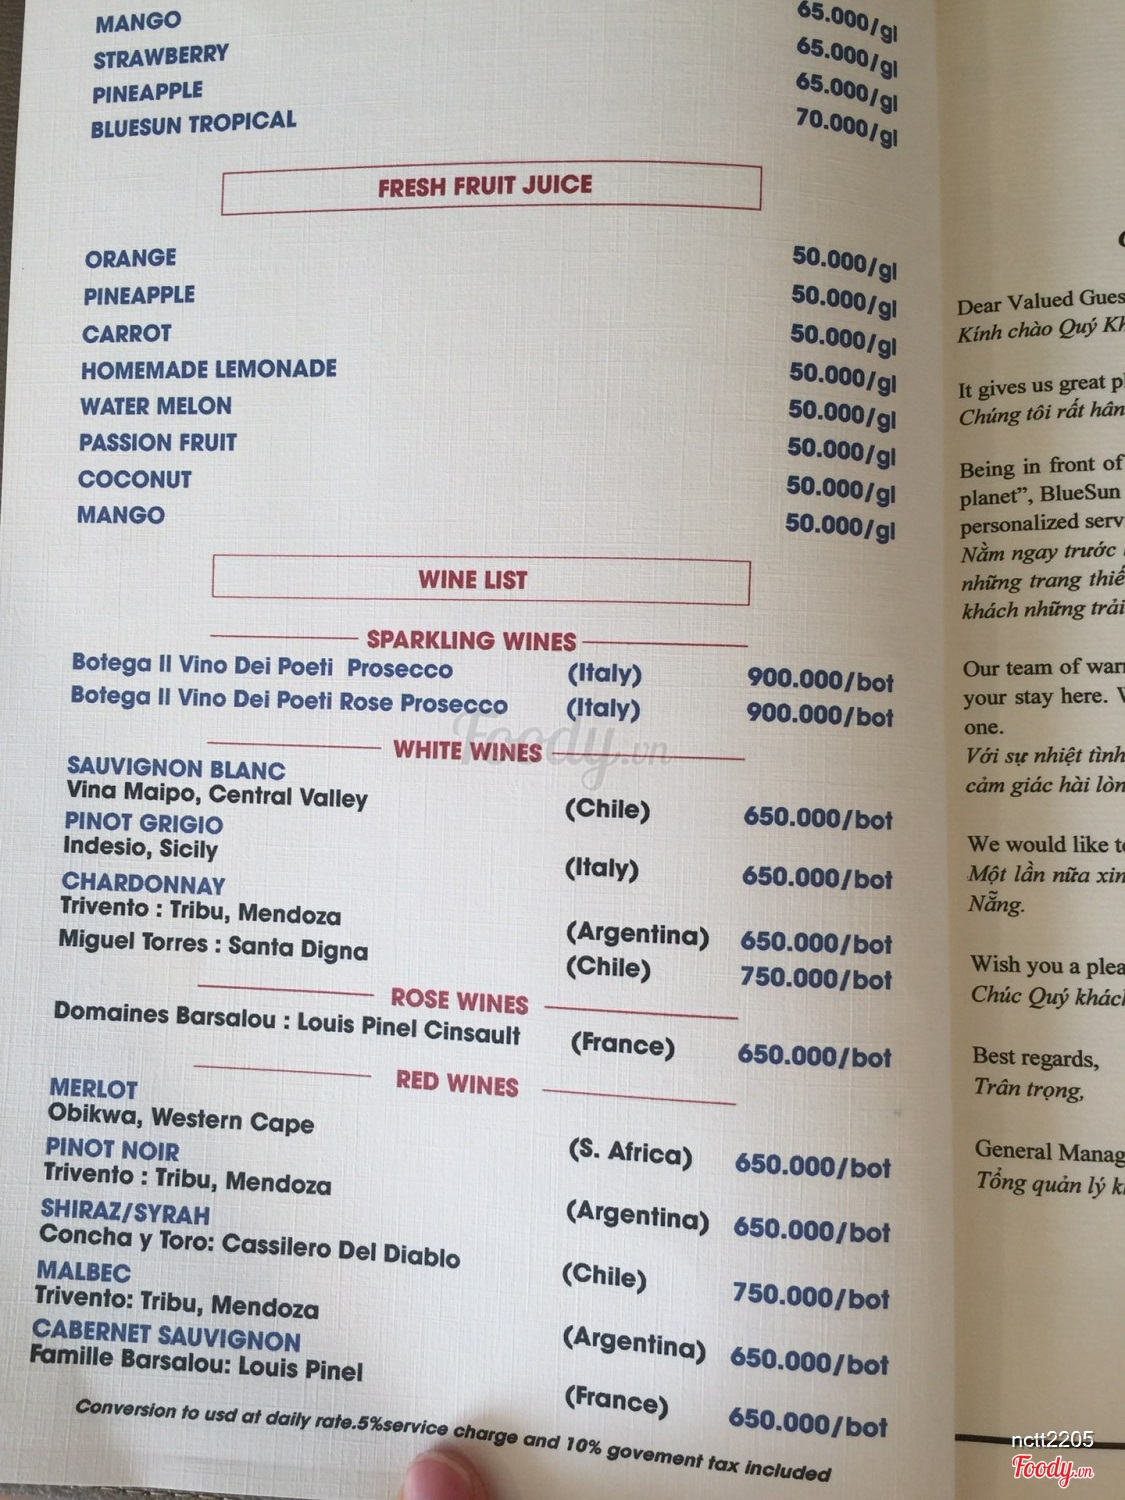 MANGO 65.000/gl
STRAWBERRY 65.000/gl
PINEAPPLE 65.000/gl
BLUESUN TROPICAL 70.000/gl
FRESH FRUIT JUICE
ORANGE 50.000/gl
PINEAPPLE 50.000/gl
CARROT 50.000/gl
HOMEMADE LEMONADE 50.000/gl
WATER MELON 50.000/gl
PASSION FRUIT 50.000/gl
COCONUT 50.000/gl
MANGO 50.000/gl
WINE LIST
SPARKLING WINES
Botega Il Vino Dei Poeti Prosecco (Italy) 900.000/bot
Botega Il Vino Dei Poeti Rose Prosecco (Italy) 900.000/bot
WHITE WINES
SAUVIGNON BLANC
Vina Maipo, Central Valley (Chile) 650.000/bot
PINOT GRIGIO
Indesio, Sicily (Italy) 650.000/bot
CHARDONNAY
Trivento : Tribu, Mendoza (Argentina) 650.000/bot
Miguel Torres : Santa Digna (Chile) 750.000/bot
ROSE WINES
Domaines Barsalou : Louis Pinel Cinsault (France) 650.000/bot
RED WINES
MERLOT
Obikwa, Western Cape (S. Africa) 650.000/bot
PINOT NOIR
Trivento : Tribu, Mendoza (Argentina) 650.000/bot
SHIRAZ/SYRAH
Concha y Toro: Cassilero Del Diablo (Chile) 750.000/bot
MALBEC
Trivento: Tribu, Mendoza (Argentina) 650.000/bot
CABERNET SAUVIGNON
Famille Barsalou: Louis Pinel (France) 650.000/bot
Conversion to usd at daily rate.5%service charge and 10% govement tax included
Dear Valued
Kính chào Quý
It gives us great
Chúng tôi rất hân
Being in front of
planet”, BlueSun
personalized
Nằm ngay trước
những trang
khách những trải
Our team of
your stay here.
one.
Với sự nhiệt tình
cảm giác hài
We would like
Một lần nữa xin
Nẵng.
Wish you a
Chúc Quý khách
Best regards,
Trân trọng,
General
Tổng quản lý
Foody.vn
nctt2205
Foody.vn